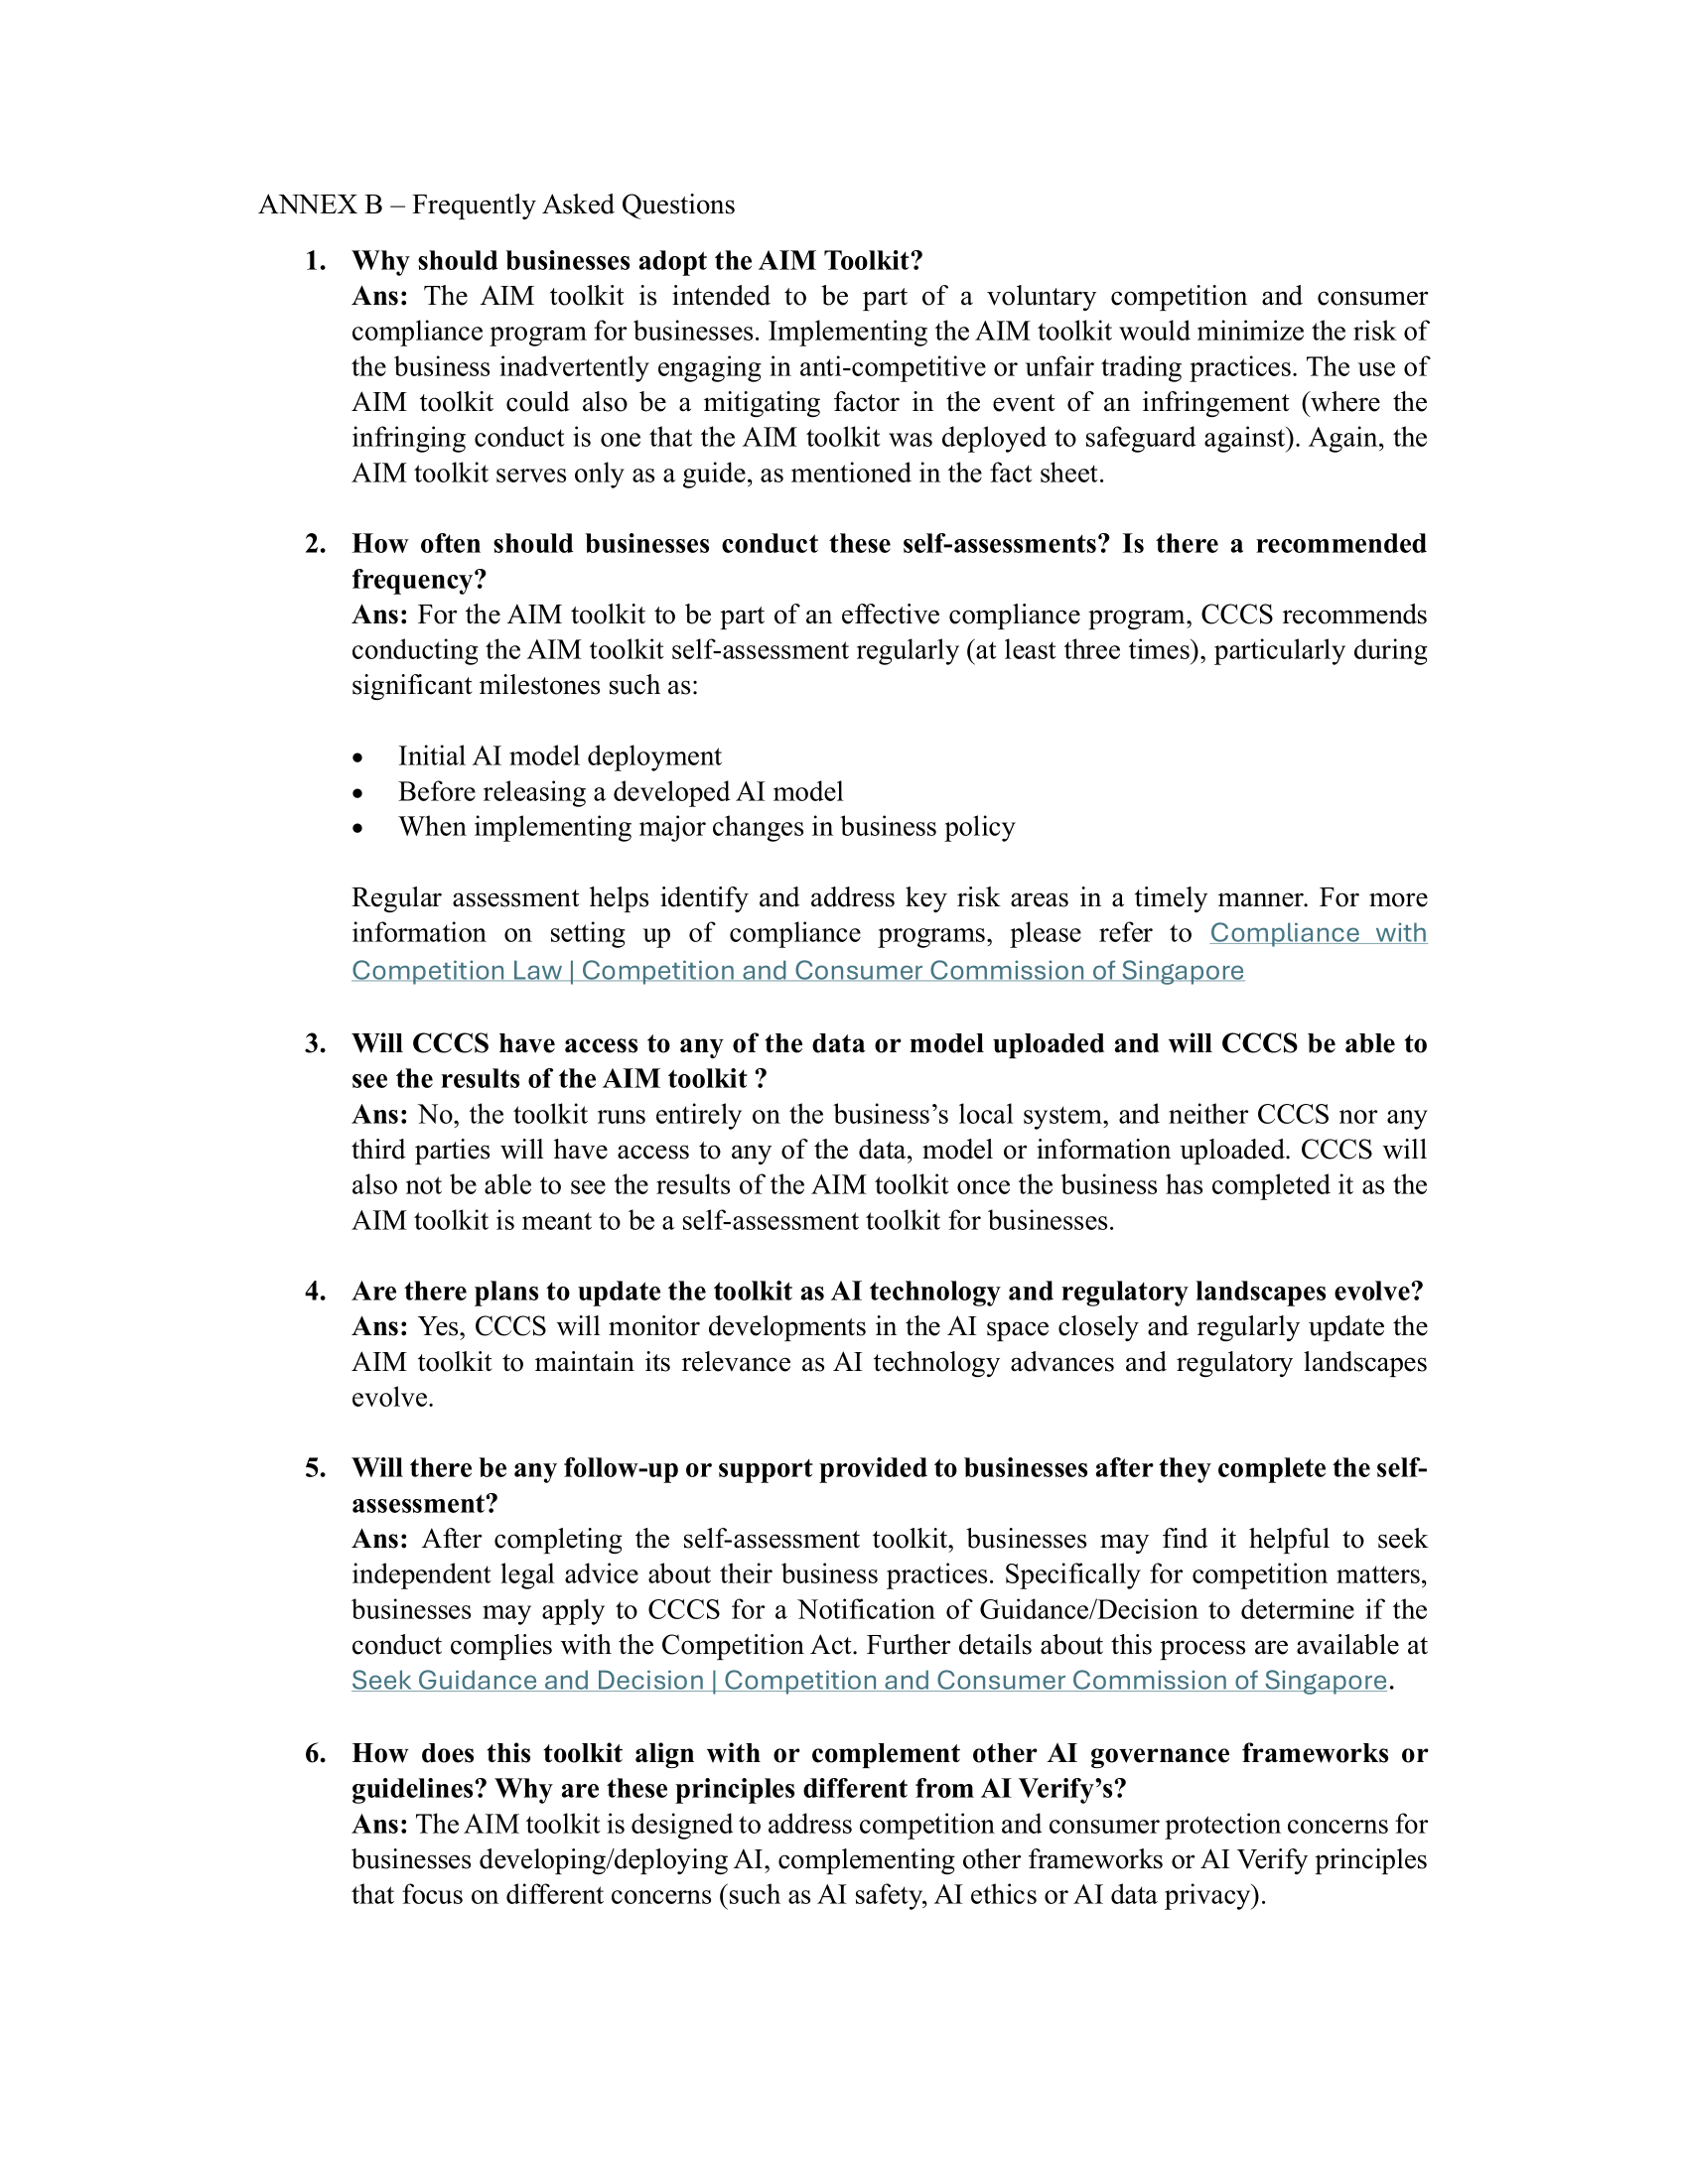 ANNEX B – Frequently Asked Questions
1. Why should businesses adopt the AIM Toolkit?
Ans: The AIM toolkit is intended to be part of a voluntary competition and consumer
compliance program for businesses. Implementing the AIM toolkit would minimize the risk of
the business inadvertently engaging in anti-competitive or unfair trading practices. The use of
AIM toolkit could also be a mitigating factor in the event of an infringement (where the
infringing conduct is one that the AIM toolkit was deployed to safeguard against). Again, the
AIM toolkit serves only as a guide, as mentioned in the fact sheet.
2. How often should businesses conduct these self-assessments? Is there a recommended
frequency?
Ans: For the AIM toolkit to be part of an effective compliance program, CCCS recommends
conducting the AIM toolkit self-assessment regularly (at least three times), particularly during
significant milestones such as:
• Initial AI model deployment
• Before releasing a developed AI model
• When implementing major changes in business policy
Regular assessment helps identify and address key risk areas in a timely manner. For more
information on setting up of compliance programs, please refer to Compliance with
Competition Law | Competition and Consumer Commission of Singapore
3. Will CCCS have access to any of the data or model uploaded and will CCCS be able to
see the results of the AIM toolkit ?
Ans: No, the toolkit runs entirely on the business’s local system, and neither CCCS nor any
third parties will have access to any of the data, model or information uploaded. CCCS will
also not be able to see the results of the AIM toolkit once the business has completed it as the
AIM toolkit is meant to be a self-assessment toolkit for businesses.
4. Are there plans to update the toolkit as AI technology and regulatory landscapes evolve?
Ans: Yes, CCCS will monitor developments in the AI space closely and regularly update the
AIM toolkit to maintain its relevance as AI technology advances and regulatory landscapes
evolve.
5. Will there be any follow-up or support provided to businesses after they complete the self-
assessment?
Ans: After completing the self-assessment toolkit, businesses may find it helpful to seek
independent legal advice about their business practices. Specifically for competition matters,
businesses may apply to CCCS for a Notification of Guidance/Decision to determine if the
conduct complies with the Competition Act. Further details about this process are available at
Seek Guidance and Decision | Competition and Consumer Commission of Singapore.
6. How does this toolkit align with or complement other AI governance frameworks or
guidelines? Why are these principles different from AI Verify’s?
Ans: The AIM toolkit is designed to address competition and consumer protection concerns for
businesses developing/deploying AI, complementing other frameworks or AI Verify principles
that focus on different concerns (such as AI safety, AI ethics or AI data privacy).